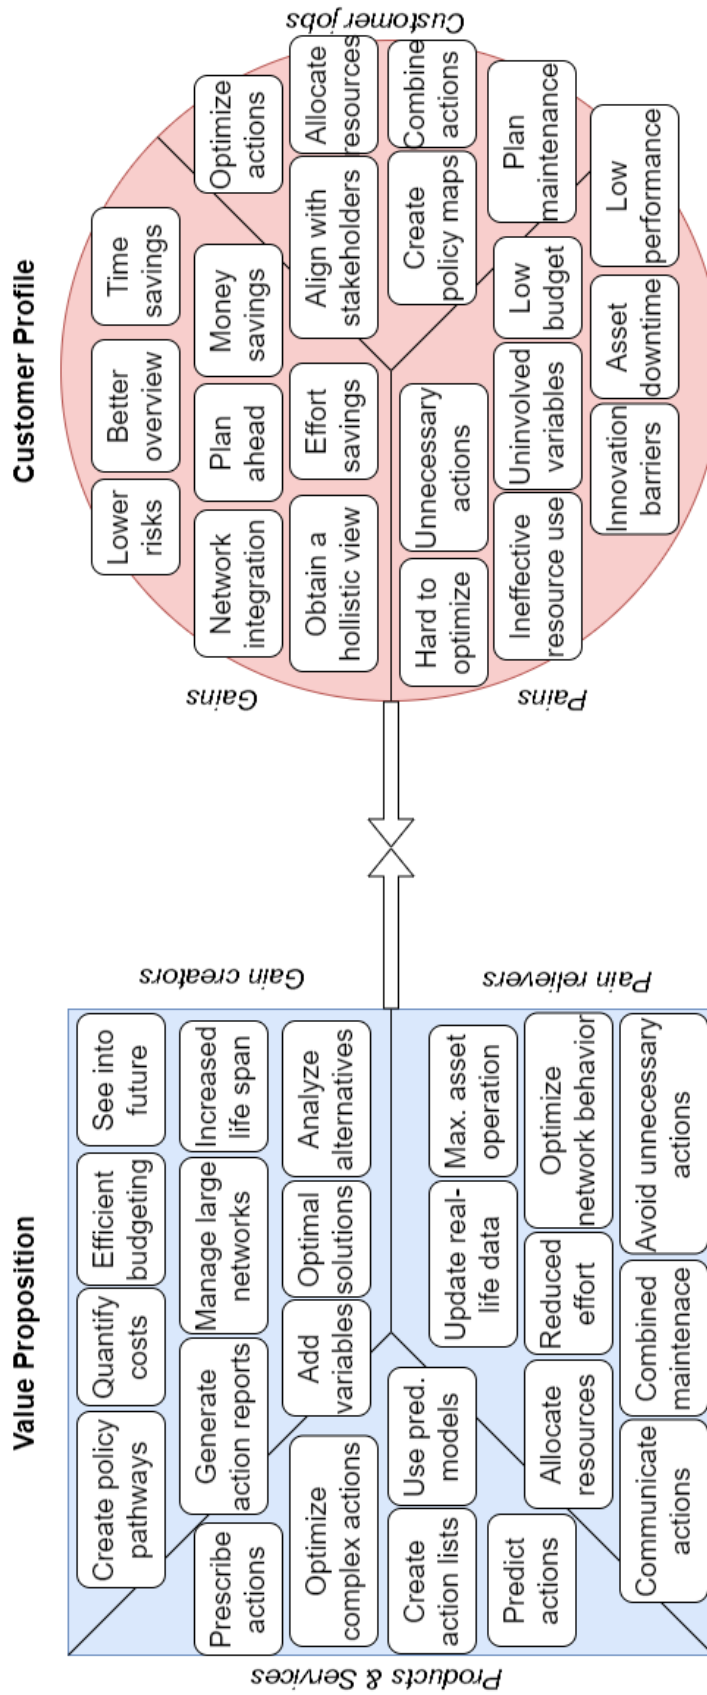 Value Proposition
Products & Services
Prescribe
actions
Optimize
complex actions
Create
action lists
Use pred.
models
Predict
actions
Gain creators
Create policy
pathways
Quantify
costs
Efficient
budgeting
See into
future
Generate
action reports
Manage large
networks
Increased
life span
Add
variables
Optimal
solutions
Analyze
alternatives
Pain relievers
Update real-
life data
Max. asset
operation
Allocate
resources
Reduced
effort
Optimize
network behavior
Communicate
actions
Combined
maintenace
Avoid unnecessary
actions
Customer Profile
Gains
Lower
risks
Better
overview
Time
savings
Network
integration
Plan
ahead
Money
savings
Obtain a
hollistic view
Effort
savings
Customer jobs
Optimize
actions
Align with
stakeholders
Allocate
resources
Create
policy maps
Combine
actions
Plan
maintenance
Pains
Hard to
optimize
Unnecessary
actions
Ineffective
resource use
Uninvolved
variables
Low
budget
Innovation
barriers
Asset
downtime
Low
performance